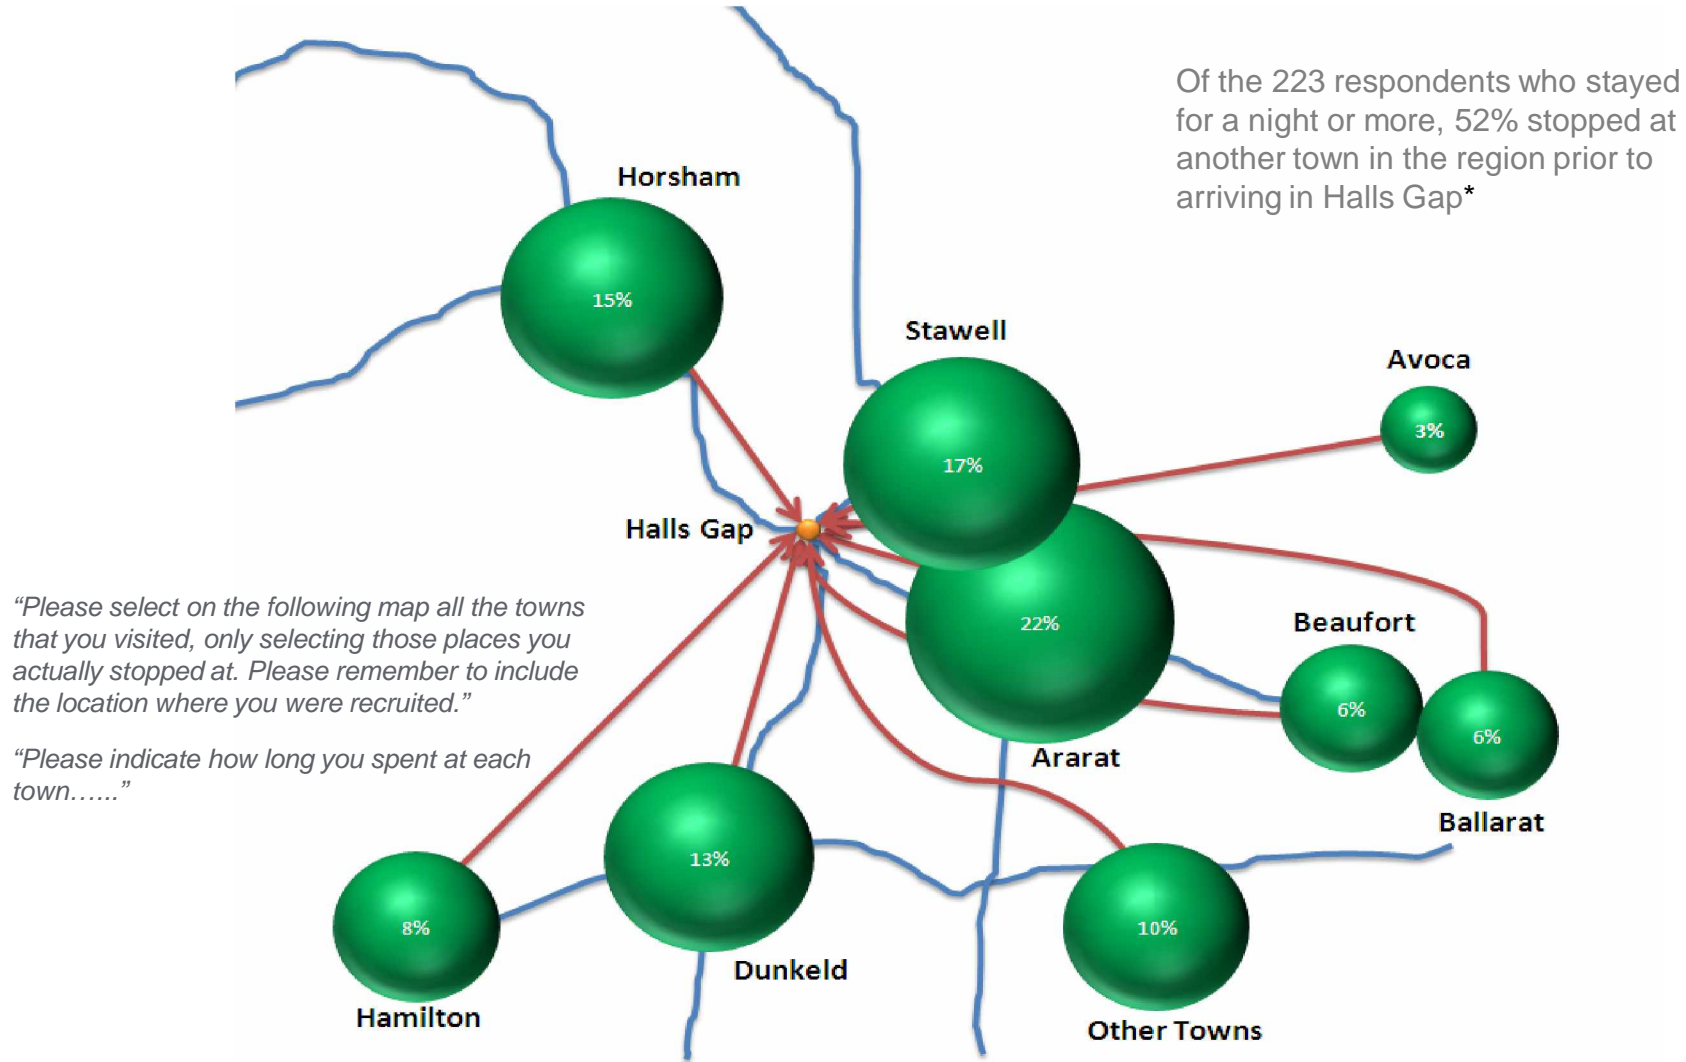 Of the 223 respondents who stayed
for a night or more, 52% stopped at
another town in the region prior to
arriving in Halls Gap*
Horsham
15%
Stawell
17%
Avoca
3%
Halls Gap
22%
Ararat
Beaufort
6%
6%
Ballarat
“Please select on the following map all the towns
that you visited, only selecting those places you
actually stopped at. Please remember to include
the location where you were recruited.”
“Please indicate how long you spent at each
town…...”
13%
Dunkeld
8%
Hamilton
10%
Other Towns